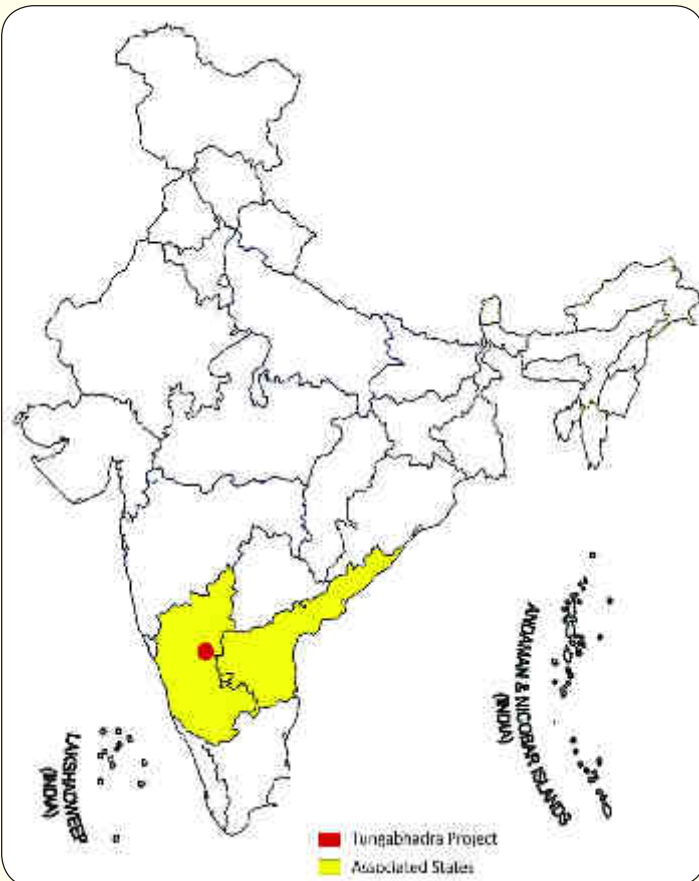 ANDAMAN & NICOBAR ISLANDS
(INDIA)
LAKSHADWEEP
(INDIA)
Tungabhadra Project
Associated States